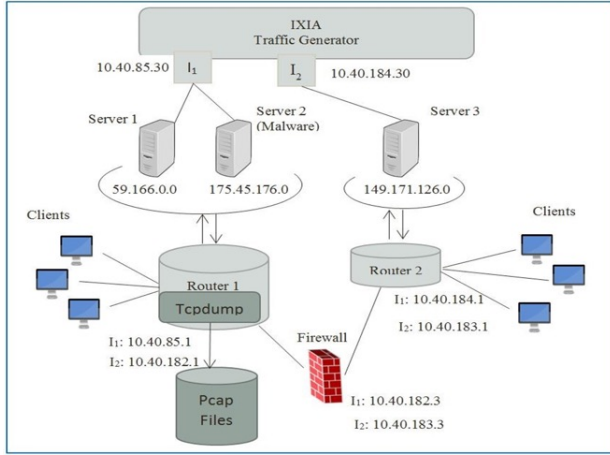 IXIA
Traffic Generator
10.40.85.30
I₁
I₂
10.40.184.30
Server 1
Server 2
(Malware)
Server 3
59.166.0.0
175.45.176.0
149.171.126.0
Clients
Clients
Router 1
Tcpdump
Router 2
I₁: 10.40.85.1
I₂: 10.40.182.1
Firewall
I₁: 10.40.184.1
I₂: 10.40.183.1
Pcap
Files
I₁: 10.40.182.3
I₂: 10.40.183.3